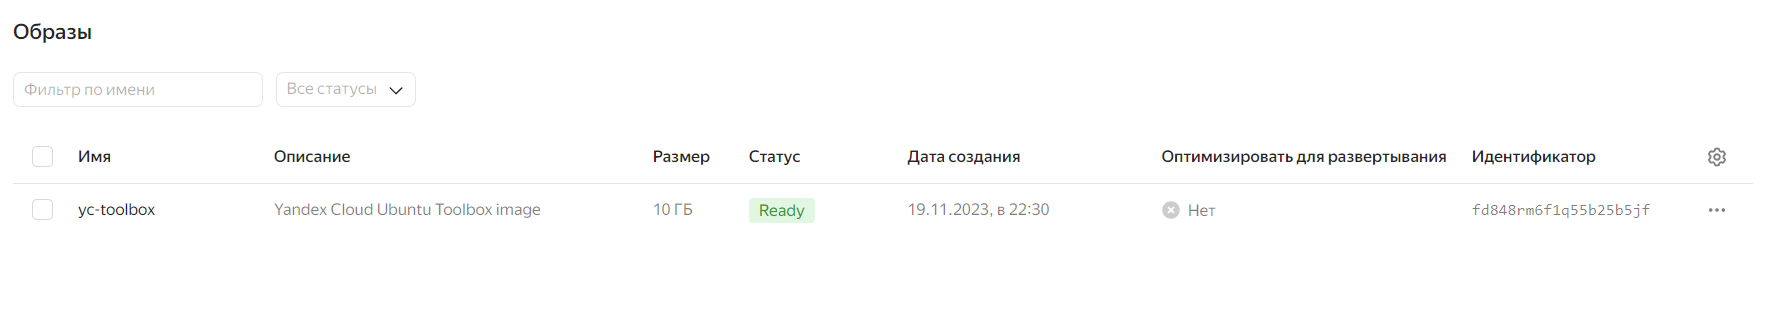 Образы
Фильтр по имени Все статусы
Имя Описание Размер Статус Дата создания Оптимизировать для развертывания Идентификатор
yc-toolbox Yandex Cloud Ubuntu Toolbox image 10 ГБ Ready 19.11.2023, в 22:30 Нет fd848rm6f1q55b25b5jf